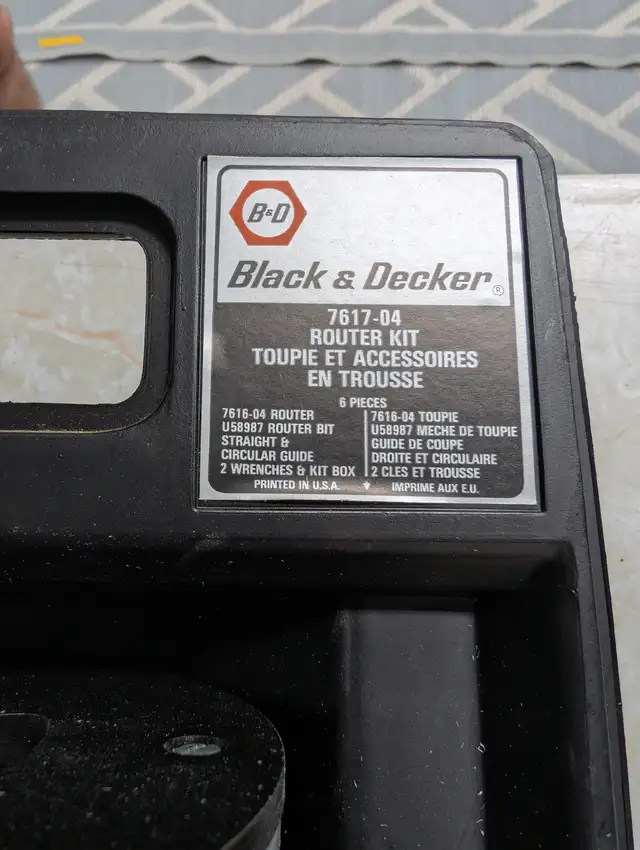 B&D
Black & Decker®
7617-04
ROUTER KIT
TOUPIE ET ACCESSOIRES
EN TROUSSE
6 PIECES
7616-04 ROUTER
U58987 ROUTER BIT
STRAIGHT &
CIRCULAR GUIDE
2 WRENCHES & KIT BOX
7616-04 TOUPIE
U58987 MECHE DE TOUPIE
GUIDE DE COUPE
DROITE ET CIRCULAIRE
2 CLES ET TROUSSE
PRINTED IN U.S.A.
IMPRIME AUX E.U.